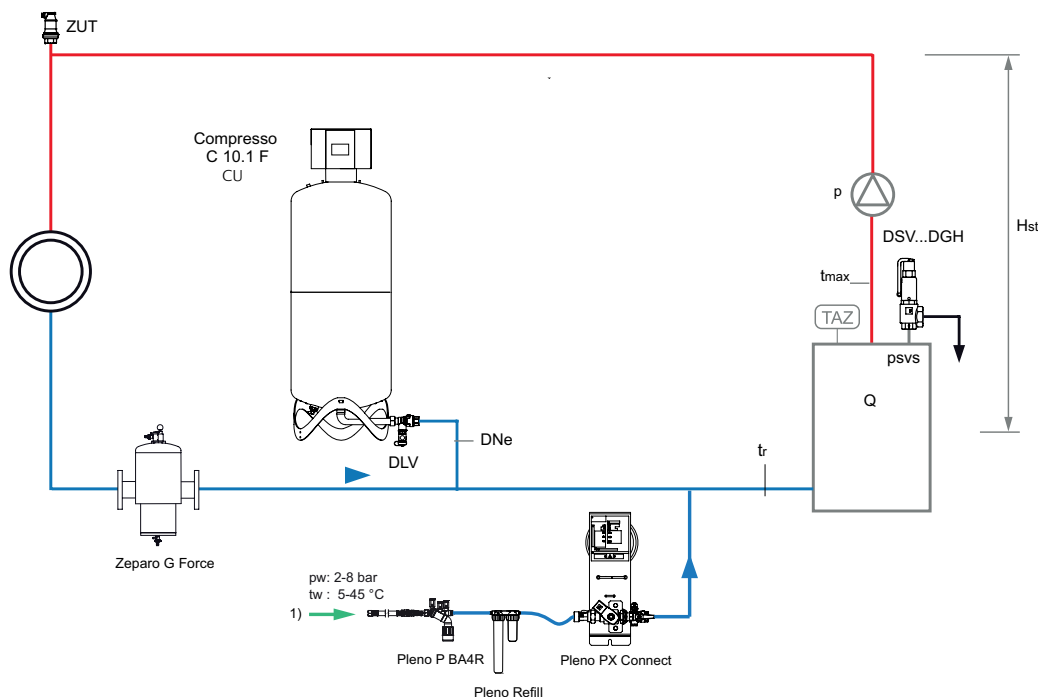 ZUT
Compresso
C 10.1 F
CU
p
Hst
DSV...DGH
tmax
TAZ
psvs
Q
DNe
DLV
tr
Zeparo G Force
pw: 2-8 bar
tw : 5-45 °C
1)
Pleno P BA4R
Pleno PX Connect
Pleno Refill